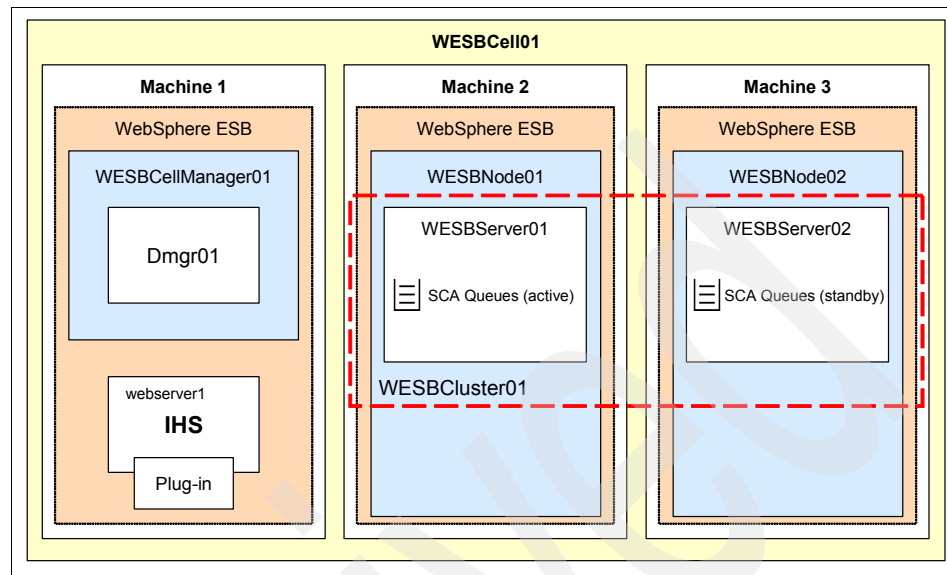 WESBCell01
Machine 1
WebSphere ESB
WESBCellManager01
Dmgr01
webserver1
IHS
Plug-in
Machine 2
WebSphere ESB
WESBNode01
WESBServer01
SCA Queues (active)
WESBCluster01
Machine 3
WebSphere ESB
WESBNode02
WESBServer02
SCA Queues (standby)